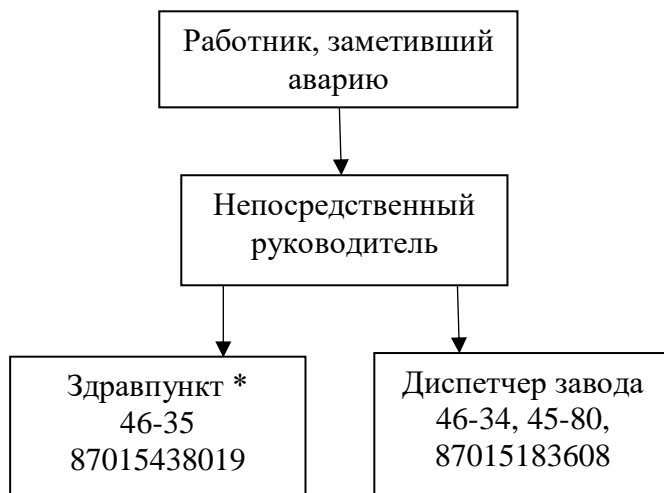 Работник, заметивший
аварию
Непосредственный
руководитель
Здравпункт *
46-35
87015438019
Диспетчер завода
46-34, 45-80,
87015183608